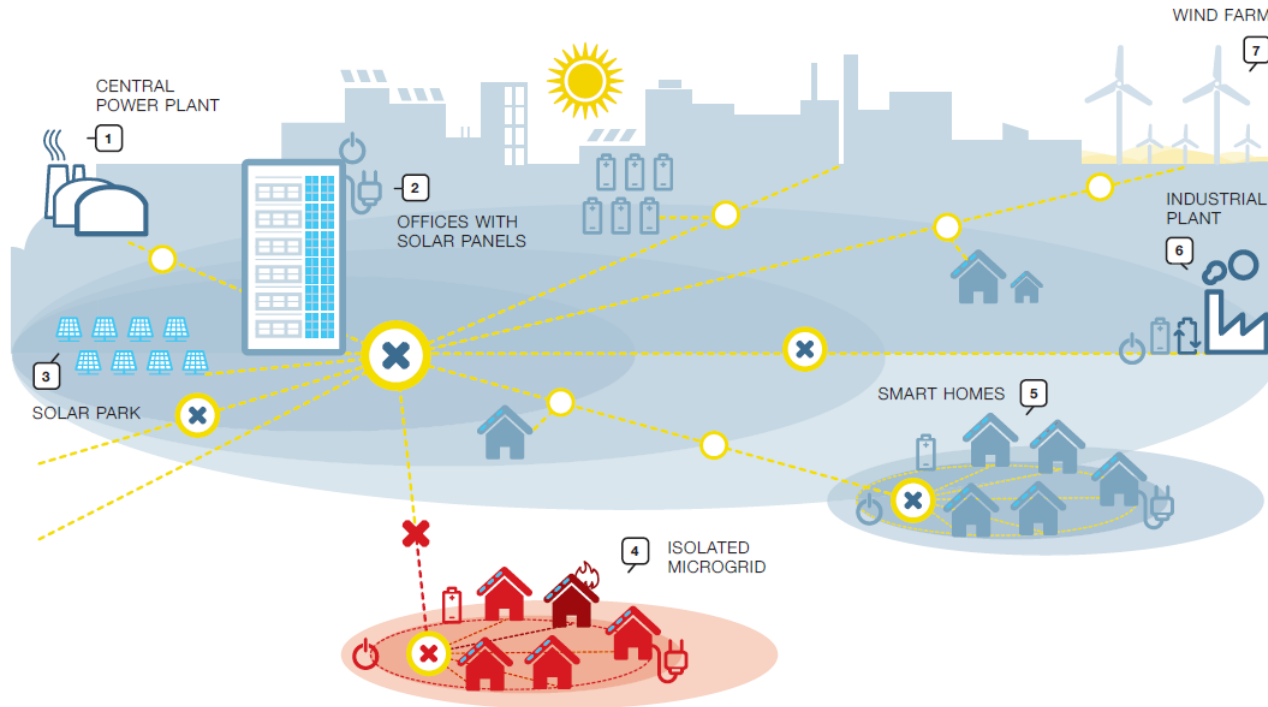 WIND FARM
7
CENTRAL
POWER PLANT
1
2
OFFICES WITH
SOLAR PANELS
INDUSTRIAL
PLANT
6
3
SOLAR PARK
SMART HOMES
5
4
ISOLATED
MICROGRID